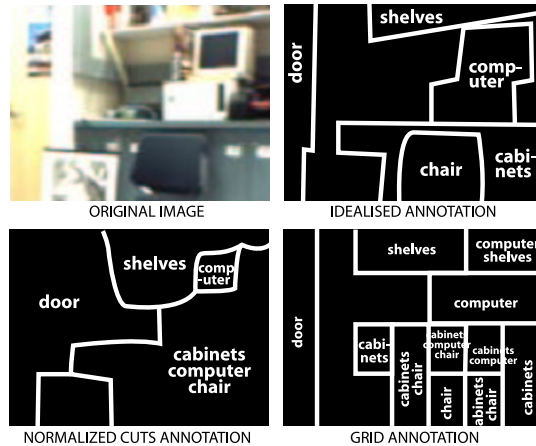 shelves
door
comp-
uter
chair
cabi-
nets
ORIGINAL IMAGE
IDEALISED ANNOTATION
shelves
comp
-uter
door
cabinets
computer
chair
NORMALIZED CUTS ANNOTATION
shelves
computer
shelves
door
computer
cabi-
nets
cabinets
chair
cabinets
computer
chair
cabinets
computer
chair
cabinets
chair
cabinets
GRID ANNOTATION